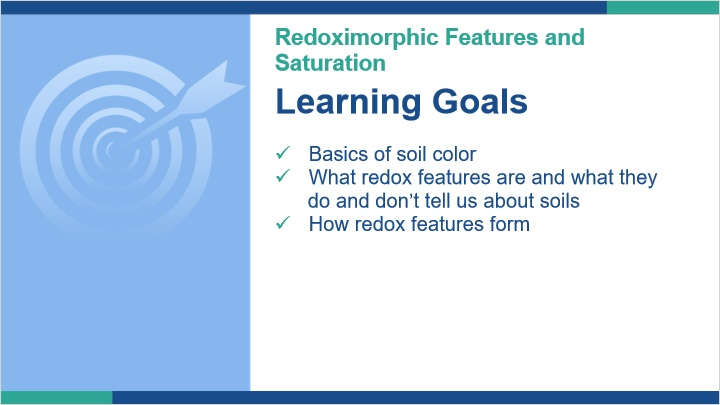 Redoximorphic Features and
Saturation
Learning Goals
✓ Basics of soil color
✓ What redox features are and what they
do and don’t tell us about soils
✓ How redox features form